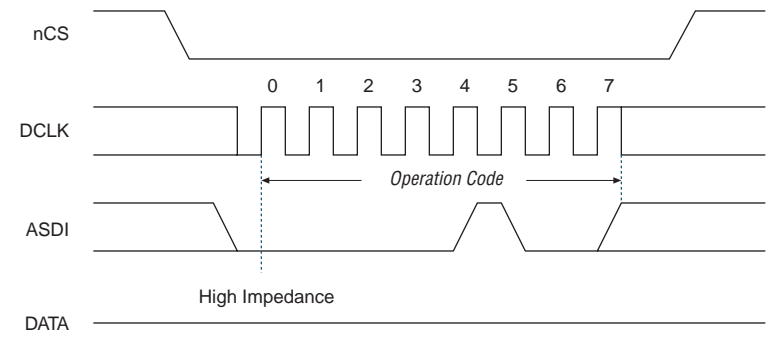 nCS
0 1 2 3 4 5 6 7
DCLK
Operation Code
ASDI
High Impedance
DATA